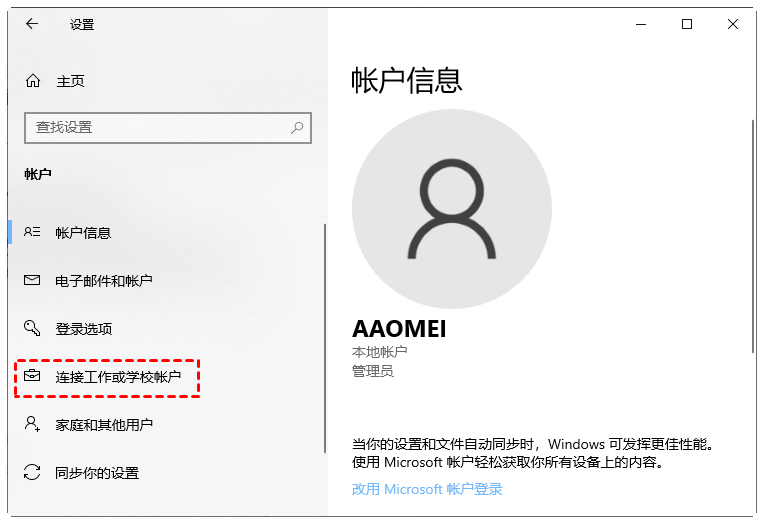 设置
主页
查找设置
帐户
帐户信息
电子邮件和帐户
登录选项
连接工作或学校帐户
家庭和其他用户
同步你的设置
帐户信息
AAOMEI
本地帐户
管理员
当你的设置和文件自动同步时，Windows 可发挥更佳性能。
使用 Microsoft 帐户轻松获取你所有设备上的内容。
改用 Microsoft 帐户登录